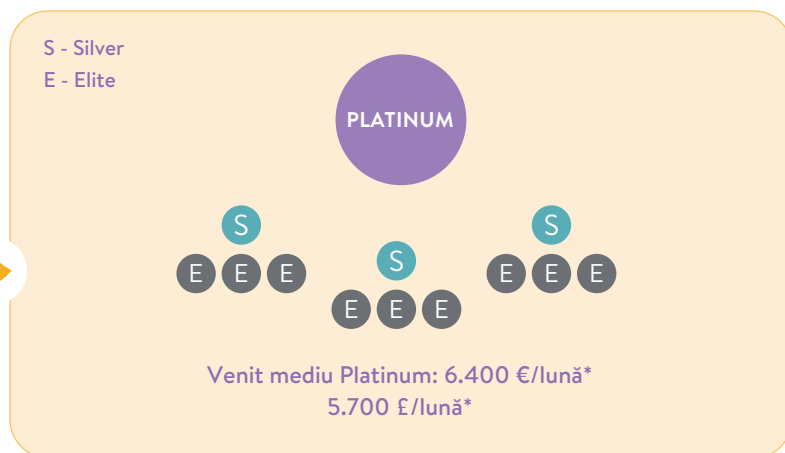 S - Silver
E - Elite
PLATINUM
S
S
E E E
S
E E E
E E E
Venit mediu Platinum: 6.400 €/lună*
5.700 £/lună*